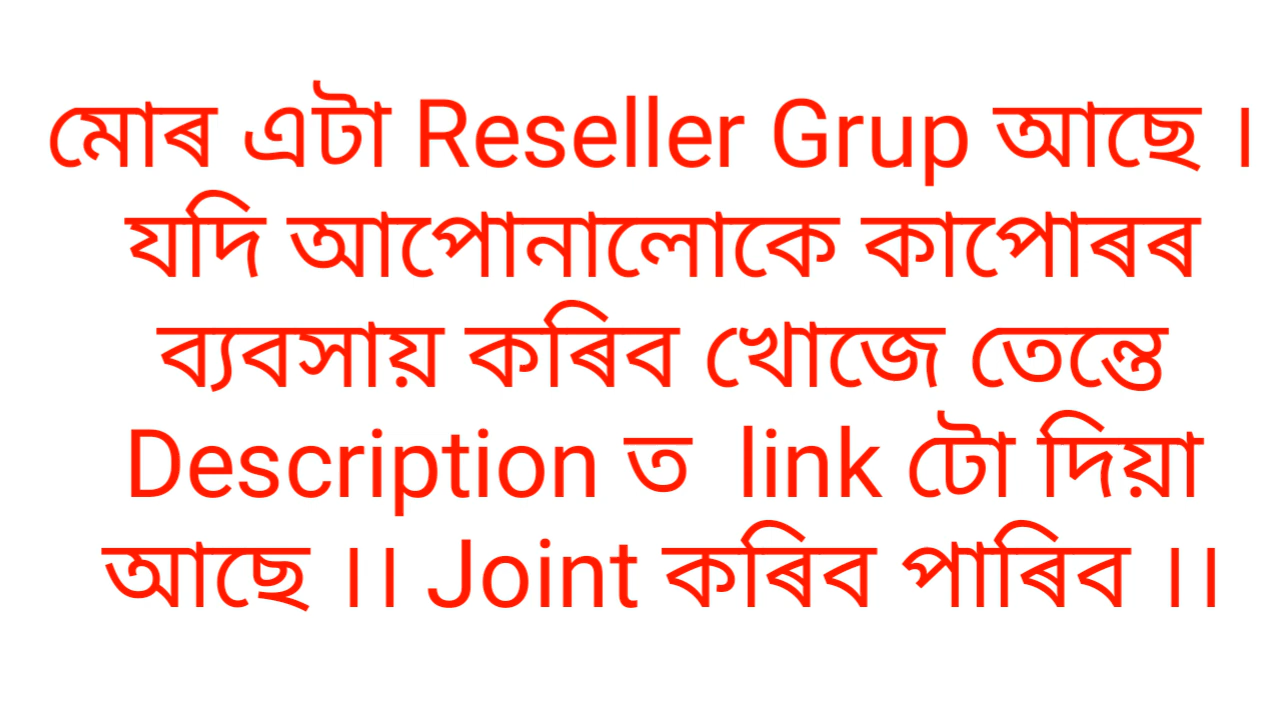 মোৰ এটা Reseller Grup আছে ।
যদি আপোনালোকে কাপোৰৰ
ব্যবসায় কৰিব খোজে তেন্তে
Description ত  link টো দিয়া
আছে ।। Joint কৰিব পাৰিব ।।